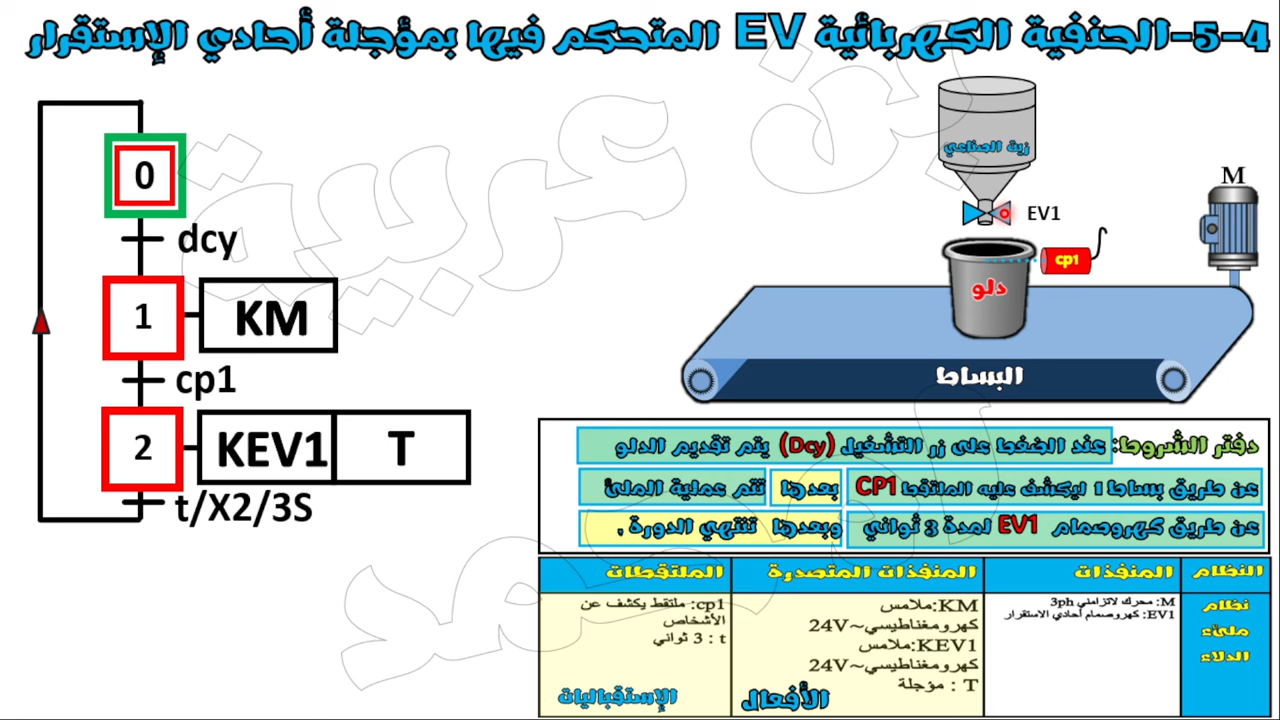 4-5-الحنفية الكهربائية EV المتحكم فيها بمؤجلة أحادي الإستقرار
0
dcy
1
KM
cp1
2
KEV1
T
t/X2/3S
زيت الصناعي
EV1
M
cp1
دلو
البساط
دفتر الشروط: عند الضغط على زر التشغيل (Dcy) يتم تقديم الدلو
عن طريق بساط 1 ليكشف عليه الملتقط CP1 بعدها تتم عملية الملئ
عن طريق كهروصمام EV1 لمدة 3 ثواني وبعدها تنتهي الدورة .
النظام
المنفذات
المنفذات المتصدرة
الملتقطات
نظام
ملىء
الدلاء
M: محرك لاتزامني 3ph
EV1: كهروصمام أحادي الاستقرار
KM:ملامس
كهرومغناطيسي~24V
KEV1:ملامس
كهرومغناطيسي~24V
T : مؤجلة
الأفعال
cp1: ملتقط يكشف عن
الأشخاص
t : 3 ثواني
الإستقباليات